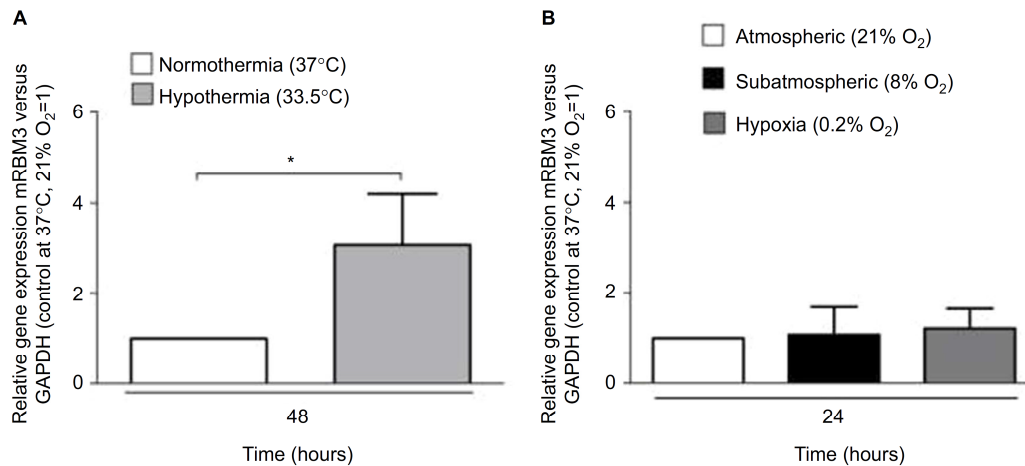 A
Normothermia (37°C)
Hypothermia (33.5°C)
Relative gene expression mRBM3 versus
GAPDH (control at 37°C, 21% O₂=1)
6
4
2
0
*
48
Time (hours)
B
Atmospheric (21% O₂)
Subatmospheric (8% O₂)
Hypoxia (0.2% O₂)
Relative gene expression mRBM3 versus
GAPDH (control at 37°C, 21% O₂=1)
6
4
2
0
24
Time (hours)